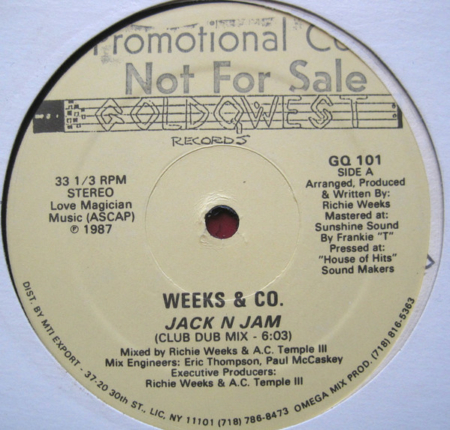 Promotional Co
Not For Sale
GOLDQWEST
RECORDS
33 1/3 RPM
STEREO
Love Magician
Music (ASCAP)
℗ 1987
GQ 101
SIDE A
Arranged, Produced
& Written By:
Richie Weeks
Mastered at:
Sunshine Sound
By Frankie "T"
Pressed at:
"House of Hits"
Sound Makers
WEEKS & CO.
JACK N JAM
(CLUB DUB MIX - 6:03)
Mixed by Richie Weeks & A.C. Temple III
Mix Engineers: Eric Thompson, Paul McCaskey
Executive Producers:
Richie Weeks & A.C. Temple III
DIST. BY MTI EXPORT - 37-20 30th ST., LIC, NY 11101 (718) 786-8473 OMEGA MIX PROD. (718) 816-5363